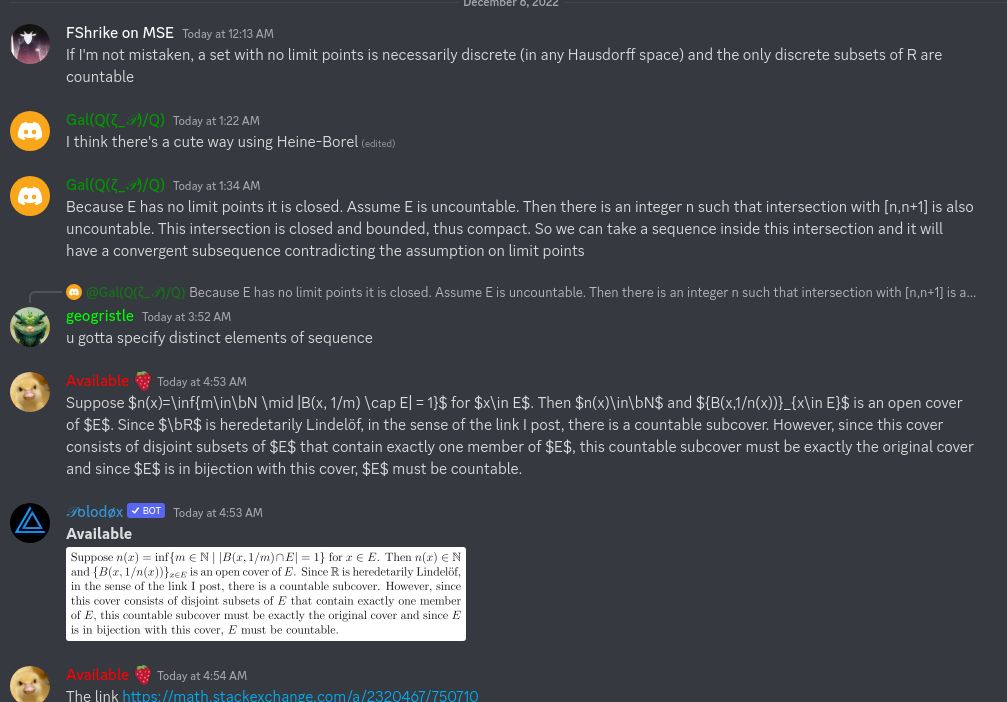 December 6, 2022
FShrike on MSE Today at 12:13 AM
If I'm not mistaken, a set with no limit points is necessarily discrete (in any Hausdorff space) and the only discrete subsets of R are
countable
Gal(Q(ζ_𝒫)/Q) Today at 1:22 AM
I think there's a cute way using Heine-Borel (edited)
Gal(Q(ζ_𝒫)/Q) Today at 1:34 AM
Because E has no limit points it is closed. Assume E is uncountable. Then there is an integer n such that intersection with [n,n+1] is also
uncountable. This intersection is closed and bounded, thus compact. So we can take a sequence inside this intersection and it will
have a convergent subsequence contradicting the assumption on limit points
@Gal(Q(ζ_𝒫)/Q) Because E has no limit points it is closed. Assume E is uncountable. Then there is an integer n such that intersection with [n,n+1] is a...
geogristle Today at 3:52 AM
u gotta specify distinct elements of sequence
Available 🍓 Today at 4:53 AM
Suppose $n(x)=\inf{m\in\bN \mid |B(x, 1/m) \cap E| = 1}$ for $x\in E$. Then $n(x)\in\bN$ and ${B(x,1/n(x))}_{x\in E}$ is an open cover
of $E$. Since $\bR$ is heredetarily Lindelöf, in the sense of the link I post, there is a countable subcover. However, since this cover
consists of disjoint subsets of $E$ that contain exactly one member of $E$, this countable subcover must be exactly the original cover
and since $E$ is in bijection with this cover, $E$ must be countable.
𝒫olodøx ✓ BOT Today at 4:53 AM
Available
Suppose n(x) = inf{m ∈ ℕ | |B(x, 1/m)∩E| = 1} for x ∈ E. Then n(x) ∈ ℕ
and {B(x, 1/n(x))}ₓ∈E is an open cover of E. Since ℝ is heredetarily Lindelöf,
in the sense of the link I post, there is a countable subcover. However, since
this cover consists of disjoint subsets of E that contain exactly one member
of E, this countable subcover must be exactly the original cover and since E
is in bijection with this cover, E must be countable.
Available 🍓 Today at 4:54 AM
The link https://math.stackexchange.com/a/2320467/750710